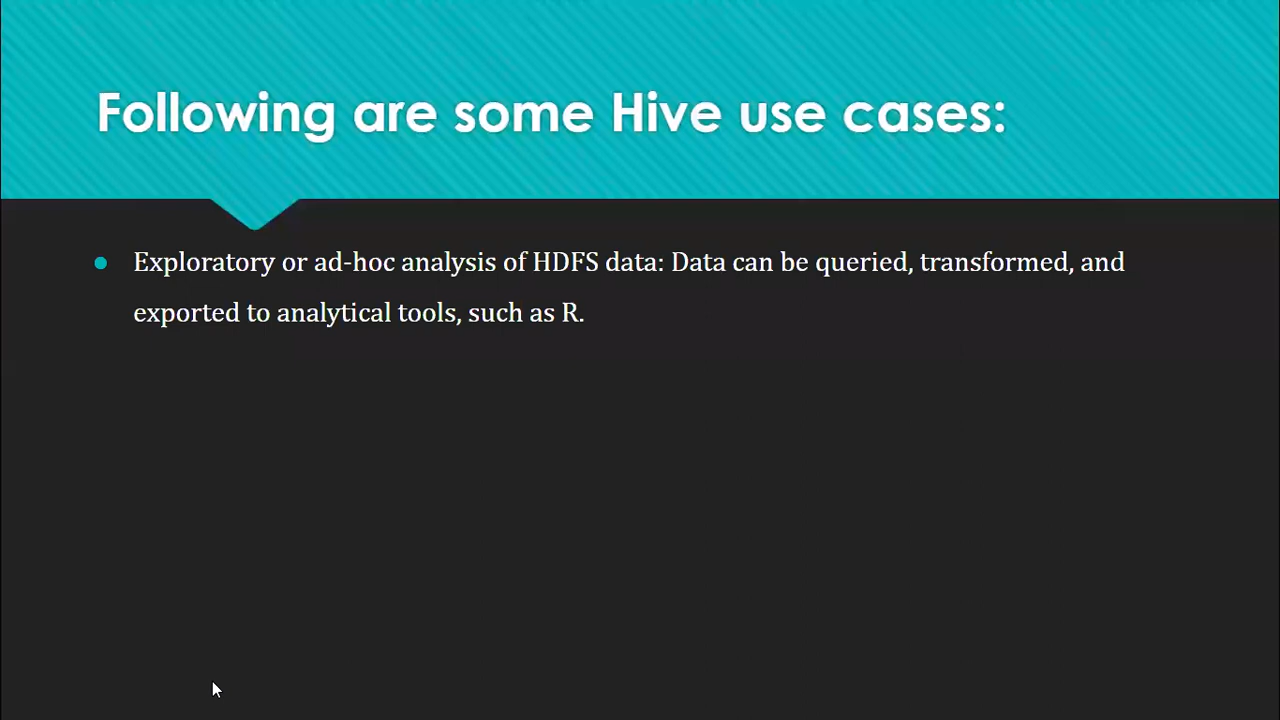 Following are some Hive use cases:
Exploratory or ad-hoc analysis of HDFS data: Data can be queried, transformed, and
exported to analytical tools, such as R.